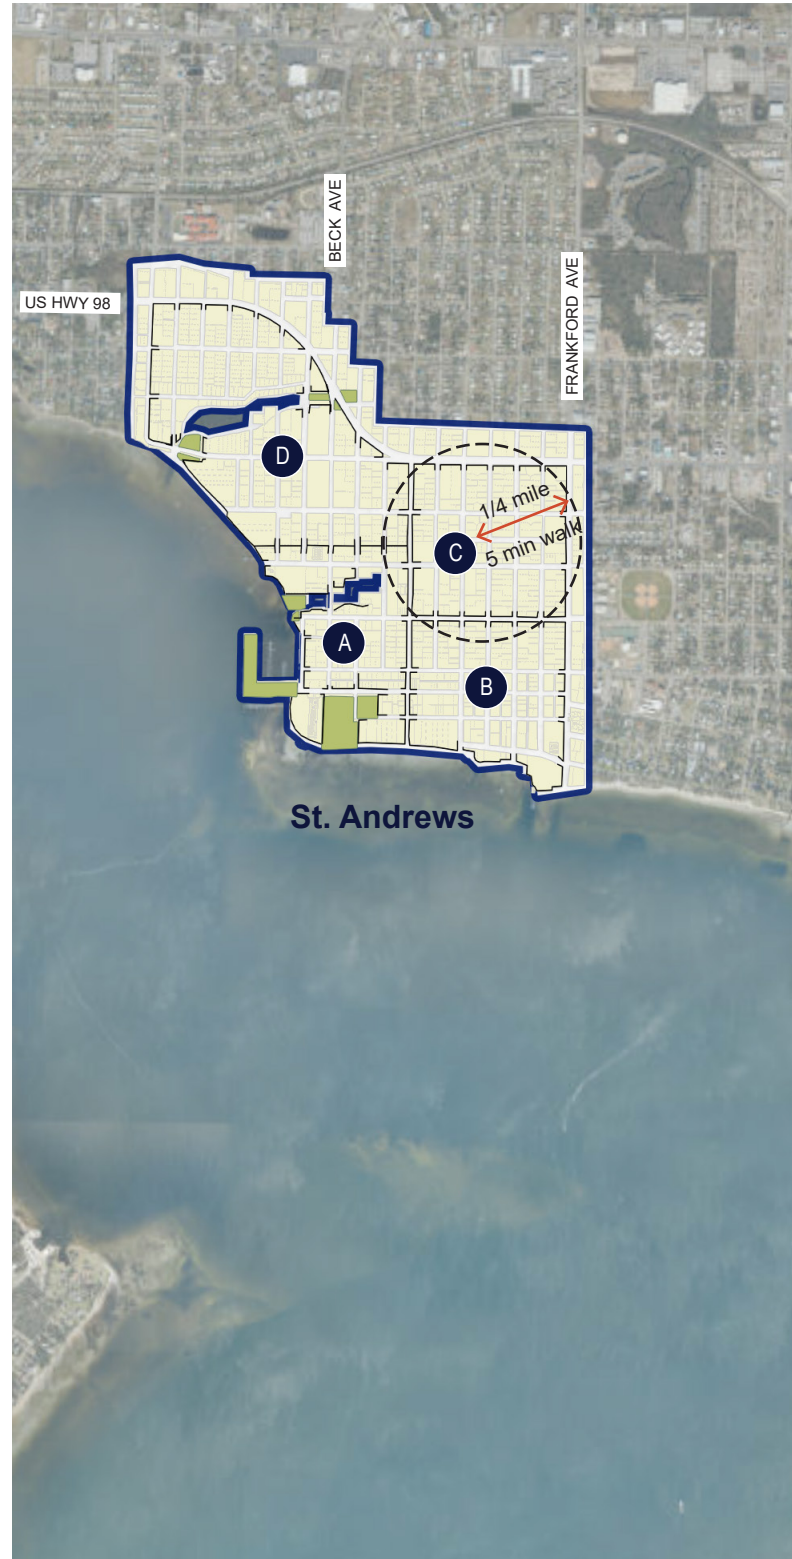 BECK AVE
FRANKFORD AVE
US HWY 98
D
1/4 mile
5 min walk
C
A
B
St. Andrews